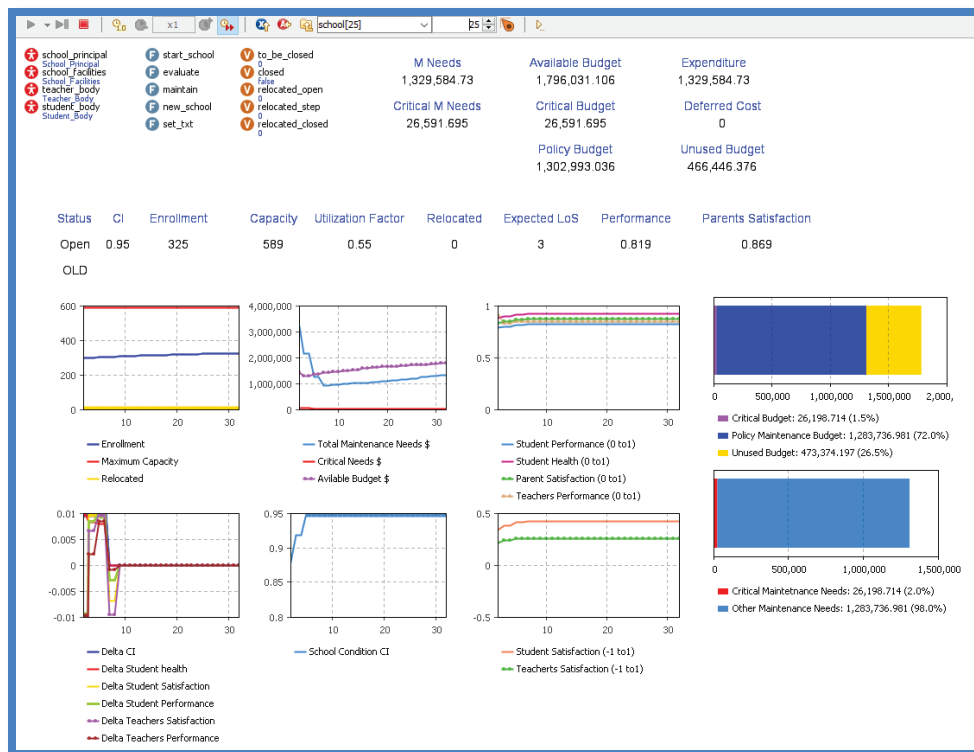 x1 school[25] 25
school_principal start_school to_be_closed
School_Principal 0
school_facilities evaluate closed
School_Facilities false
teacher_body maintain relocated_open
Teacher_Body 0
student_body new_school relocated_step
Student_Body 0
set_txt relocated_closed
0
M Needs Available Budget Expenditure
1,329,584.73 1,796,031.106 1,329,584.73
Critical M Needs Critical Budget Deferred Cost
26,591.695 26,591.695 0
Policy Budget Unused Budget
1,302,993.036 466,446.376
Status CI Enrollment Capacity Utilization Factor Relocated Expected LoS Performance Parents Satisfaction
Open 0.95 325 589 0.55 0 3 0.819 0.869
OLD
600
400
200
0
10 20 30
Enrollment
Maximum Capacity
Relocated
4,000,000
3,000,000
2,000,000
1,000,000
0
10 20 30
Total Maintenance Needs $
Critical Needs $
Avilable Budget $
1
0.5
0
10 20 30
Student Performance (0 to1)
Student Health (0 to1)
Parent Satisfaction (0 to1)
Teachers Performance (0 to1)
0 500,000 1,000,000 1,500,000 2,000,
Critical Budget: 26,198.714 (1.5%)
Policy Maintenance Budget: 1,283,736.981 (72.0%)
Unused Budget: 473,374.197 (26.5%)
0.01
0.005
0
-0.005
-0.01
10 20 30
Delta CI
Delta Student health
Delta Student Satisfaction
Delta Student Performance
Delta Teachers Satisfaction
Delta Teachers Performance
0.95
0.9
0.85
0.8
10 20 30
School Condition CI
0.5
0
-0.5
10 20 30
Student Satisfaction (-1 to1)
Teacherts Satisfaction (-1 to1)
0 500,000 1,000,000 1,500,000
Critical Maintetnance Needs: 26,198.714 (2.0%)
Other Maintenance Needs: 1,283,736.981 (98.0%)